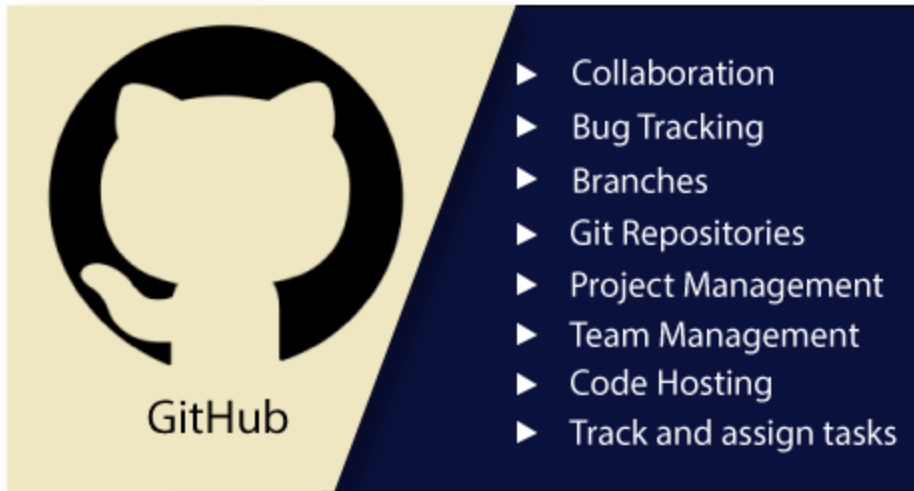 GitHub
Collaboration
Bug Tracking
Branches
Git Repositories
Project Management
Team Management
Code Hosting
Track and assign tasks